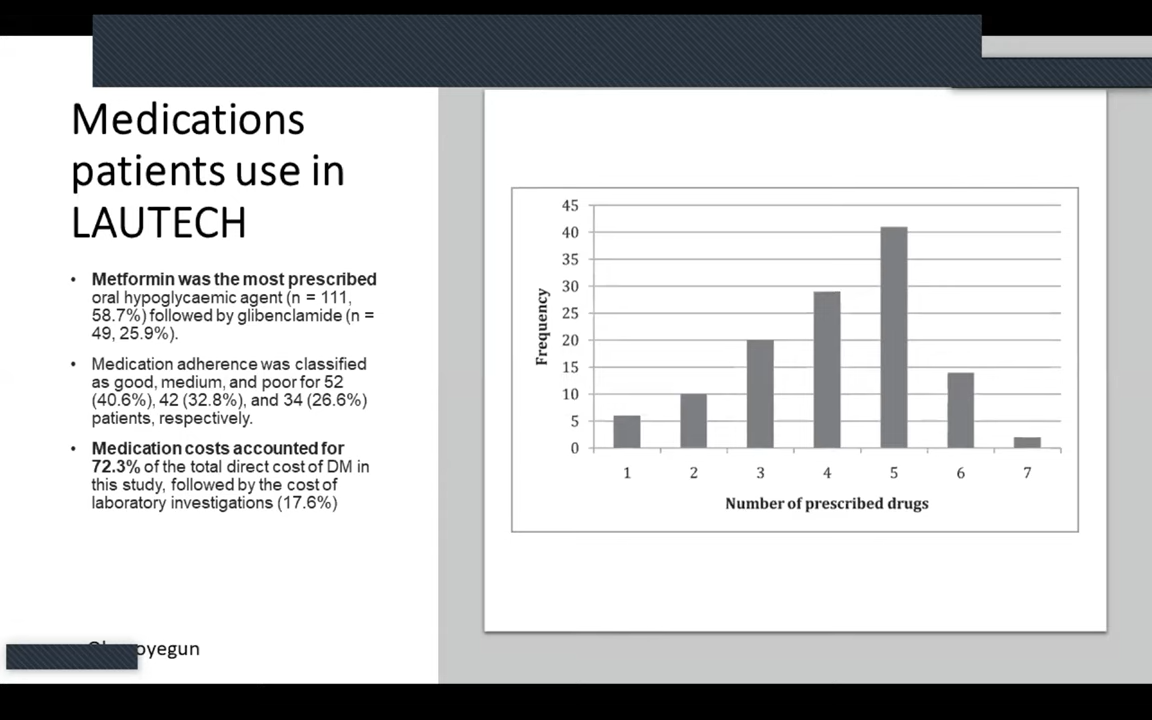 Medications
patients use in
LAUTECH
• Metformin was the most prescribed
oral hypoglycaemic agent (n = 111,
58.7%) followed by glibenclamide (n =
49, 25.9%).
• Medication adherence was classified
as good, medium, and poor for 52
(40.6%), 42 (32.8%), and 34 (26.6%)
patients, respectively.
• Medication costs accounted for
72.3% of the total direct cost of DM in
this study, followed by the cost of
laboratory investigations (17.6%)
45
40
35
30
25
20
15
10
5
0
Frequency
1 2 3 4 5 6 7
Number of prescribed drugs